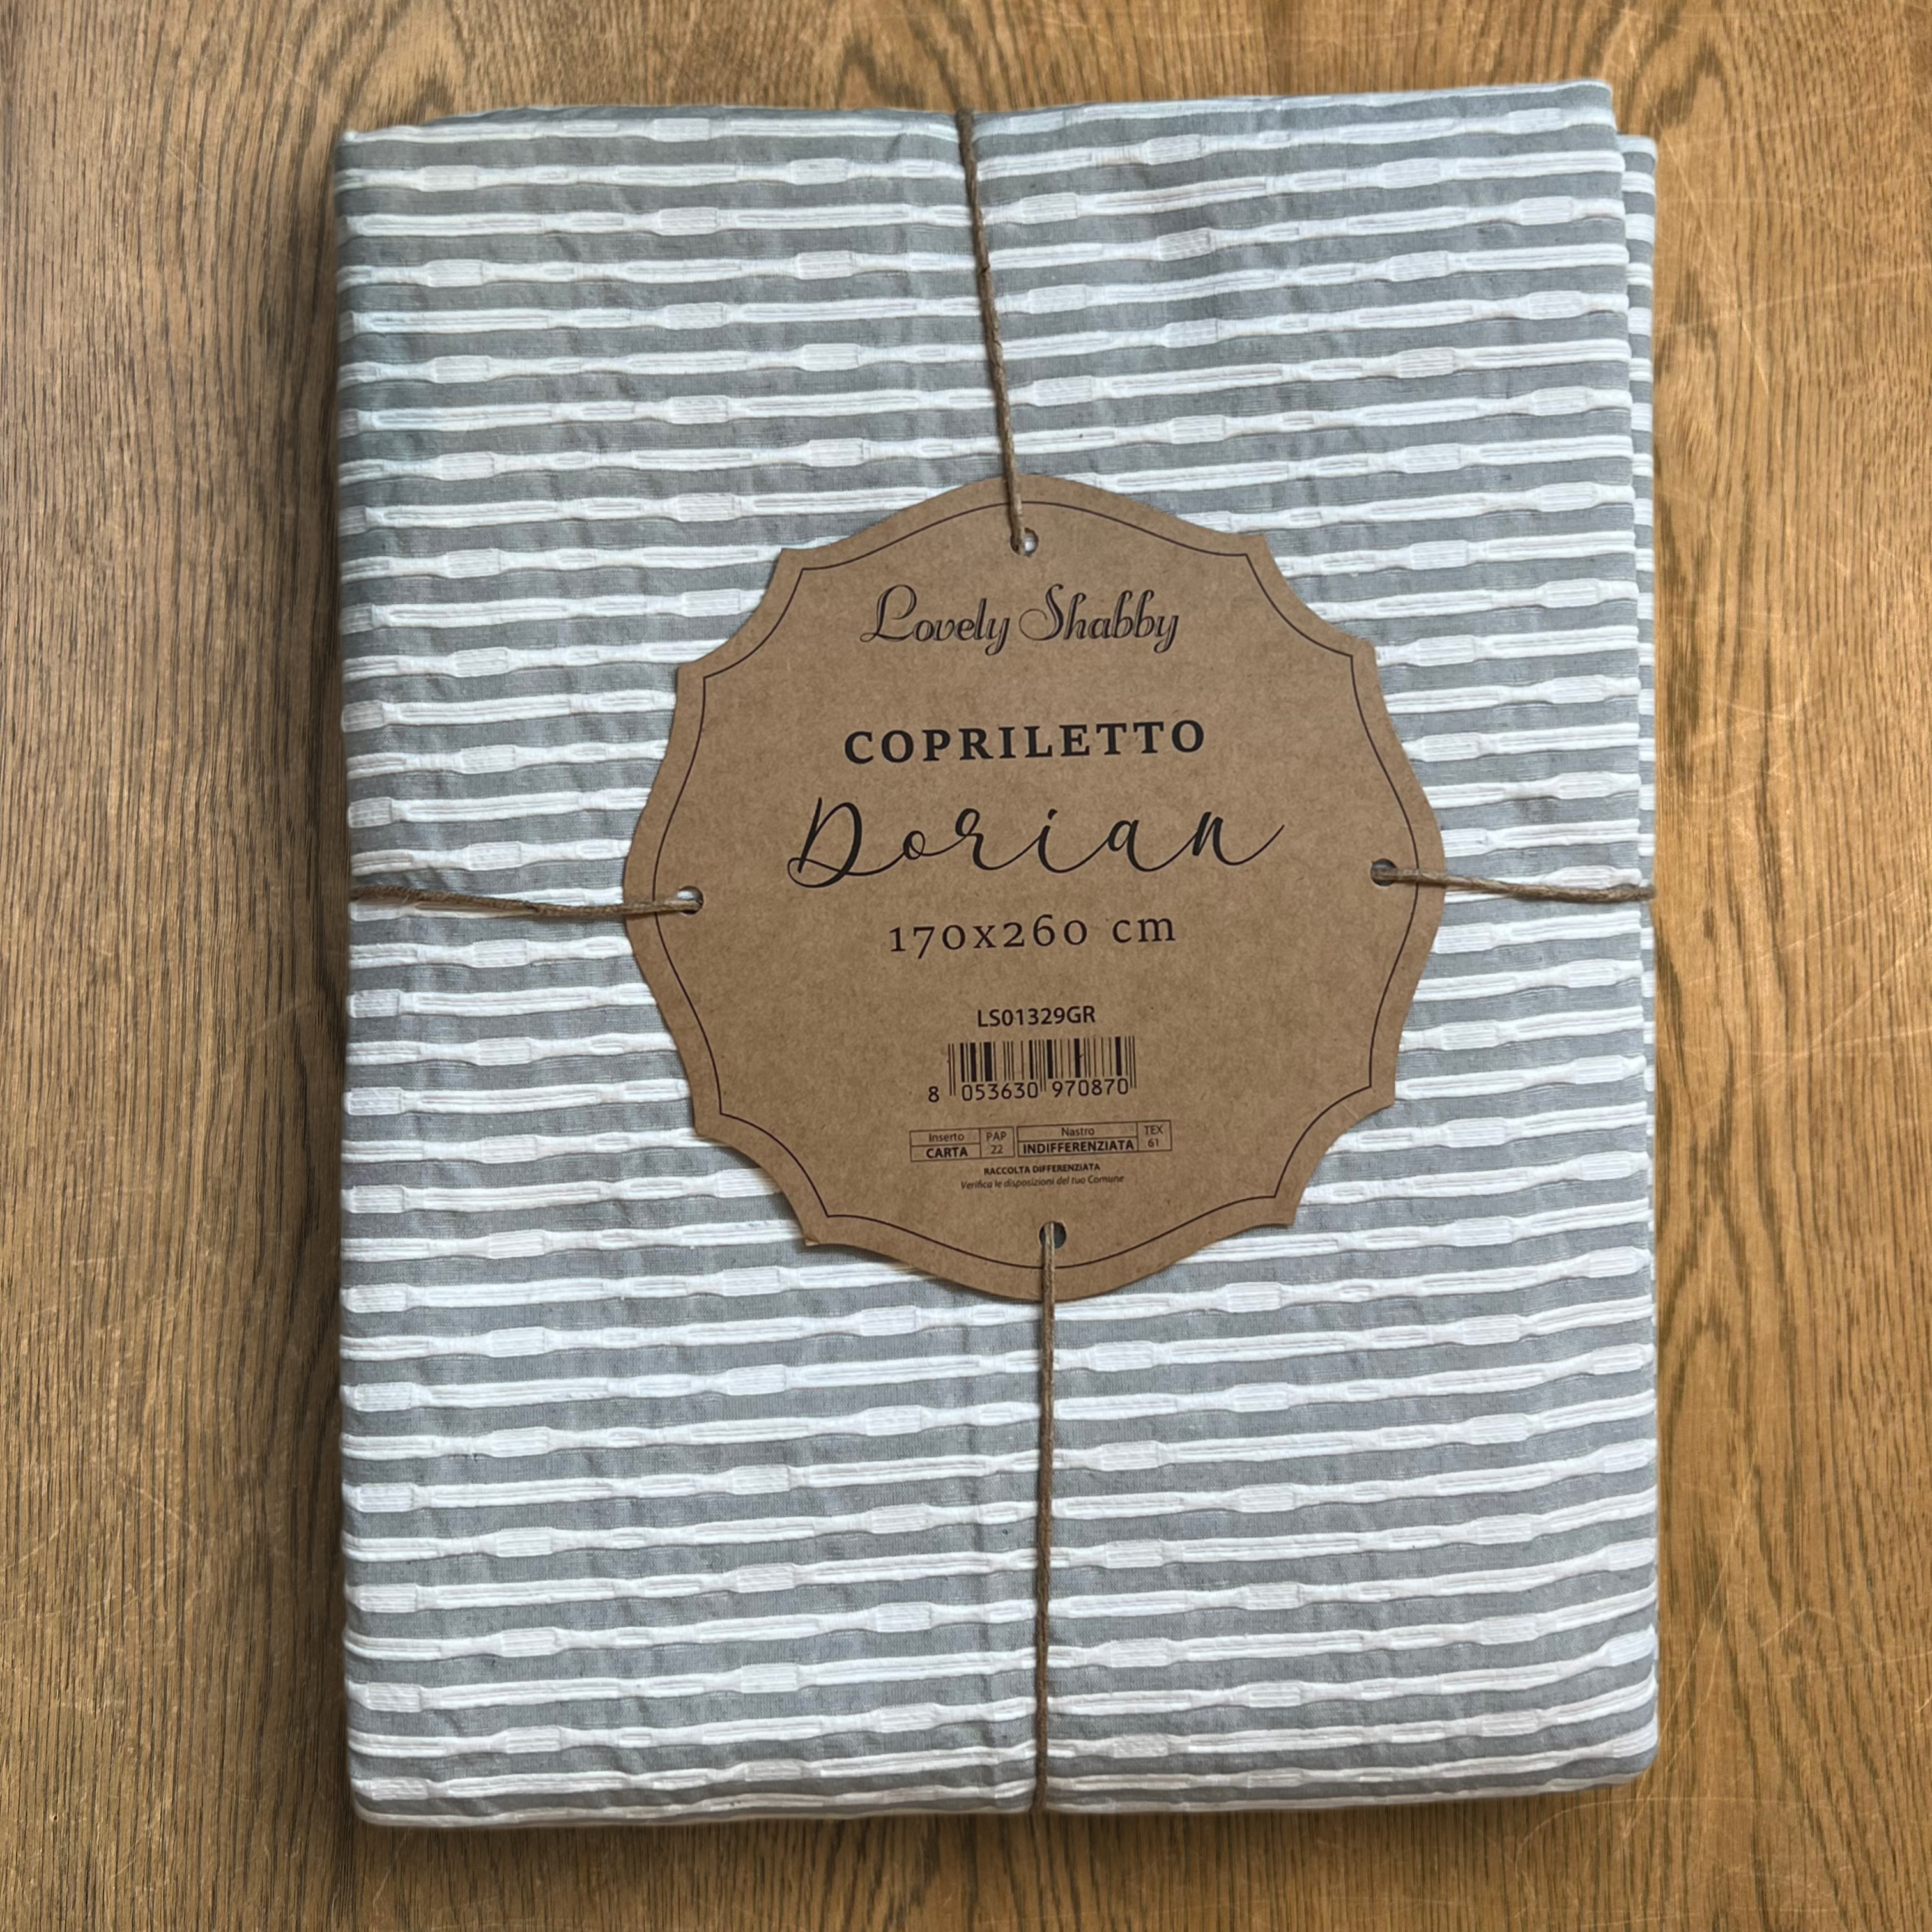 Lovely Shabby
COPRILETTO
Dorian
170x260 cm
LS01329GR
8 053630 970870
Inserto PAP Nastro TEX
CARTA 22 INDIFFERENZIATA 61
RACCOLTA DIFFERENZIATA
Verifica le disposizioni del tuo Comune